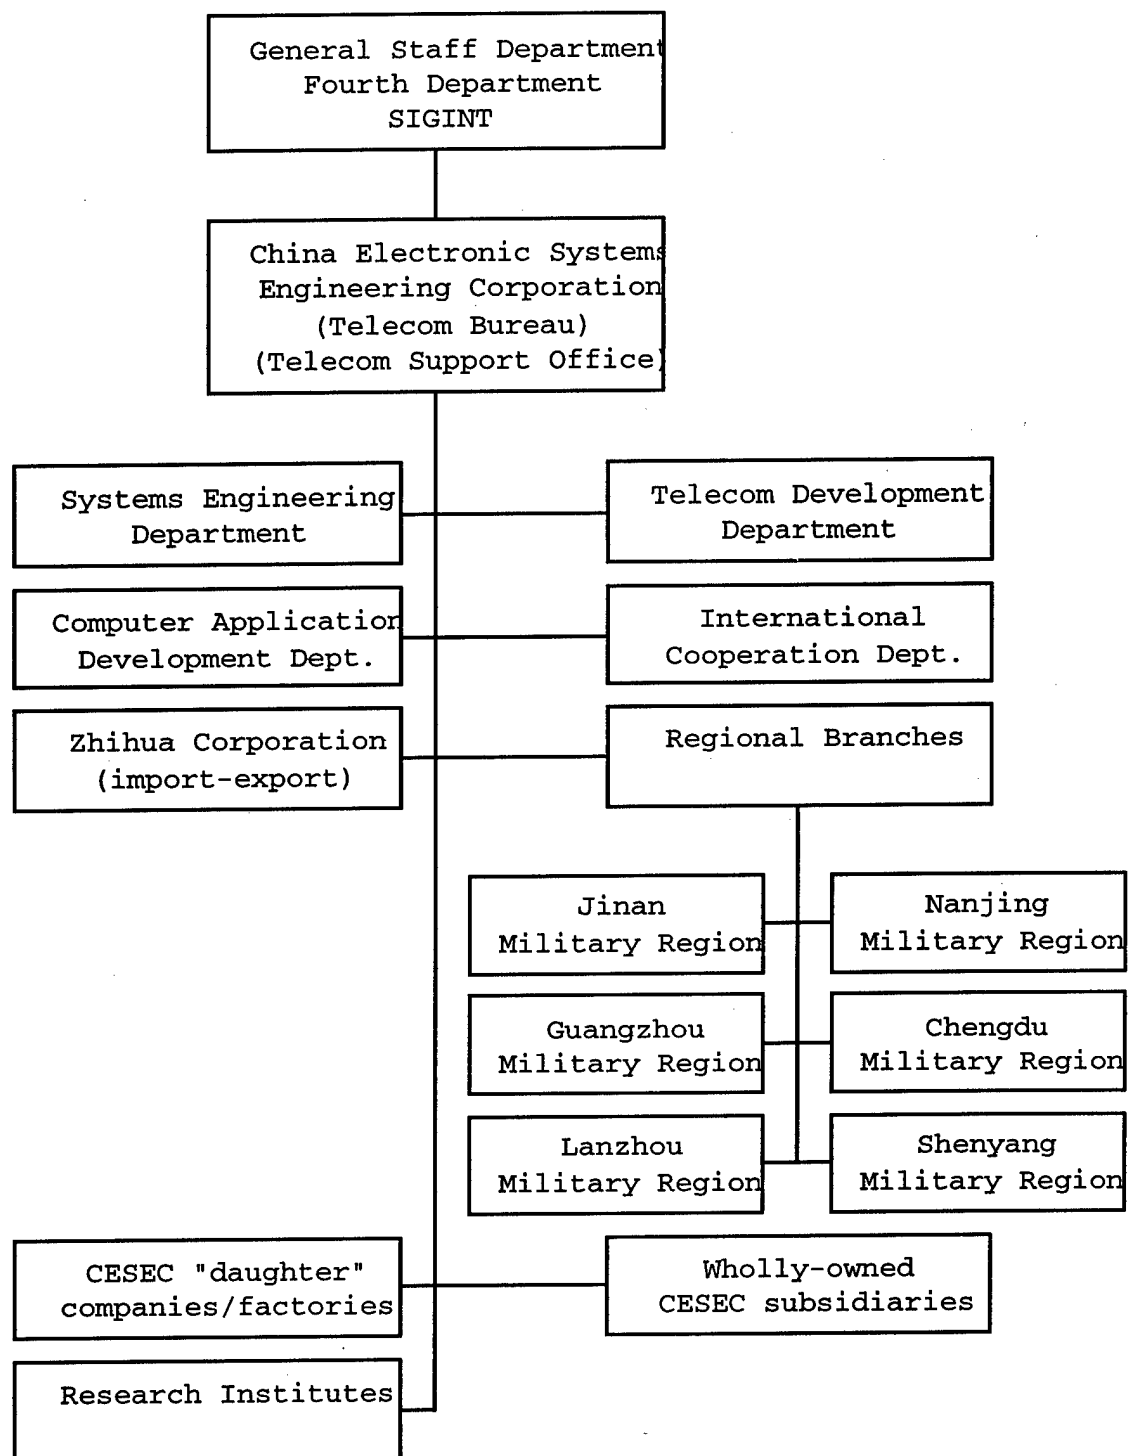 General Staff Department
Fourth Department
SIGINT
China Electronic Systems
Engineering Corporation
(Telecom Bureau)
(Telecom Support Office)
Systems Engineering
Department
Telecom Development
Department
Computer Application
Development Dept.
International
Cooperation Dept.
Zhihua Corporation
(import-export)
Regional Branches
Jinan
Military Region
Nanjing
Military Region
Guangzhou
Military Region
Chengdu
Military Region
Lanzhou
Military Region
Shenyang
Military Region
CESEC "daughter"
companies/factories
Wholly-owned
CESEC subsidiaries
Research Institutes